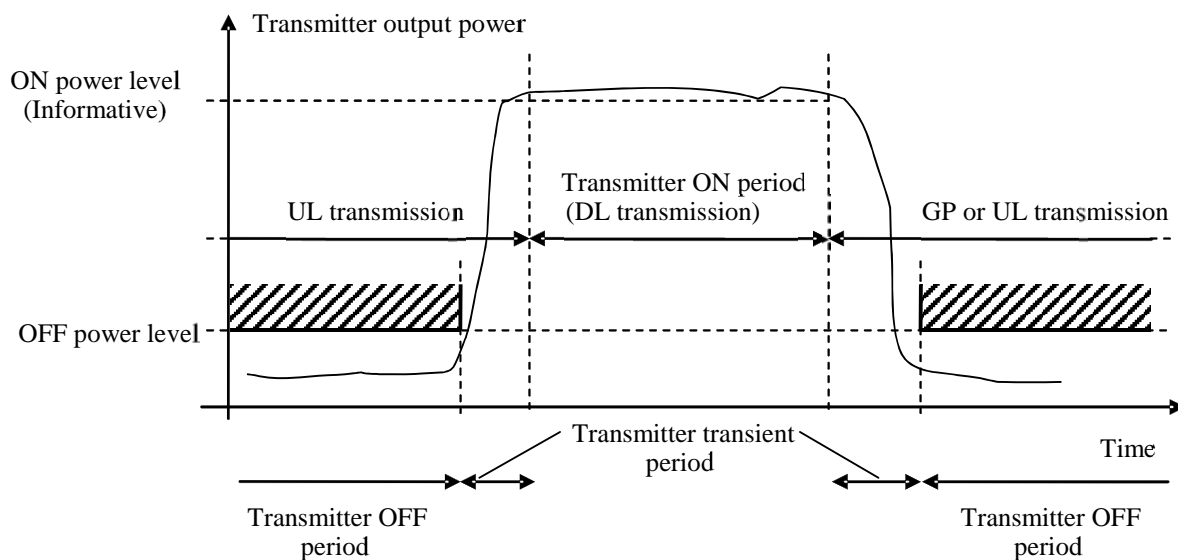 Transmitter output power
ON power level
(Informative)
Transmitter ON period
(DL transmission)
UL transmission
GP or UL transmission
OFF power level
Transmitter transient
period
Time
Transmitter OFF
period
Transmitter OFF
period